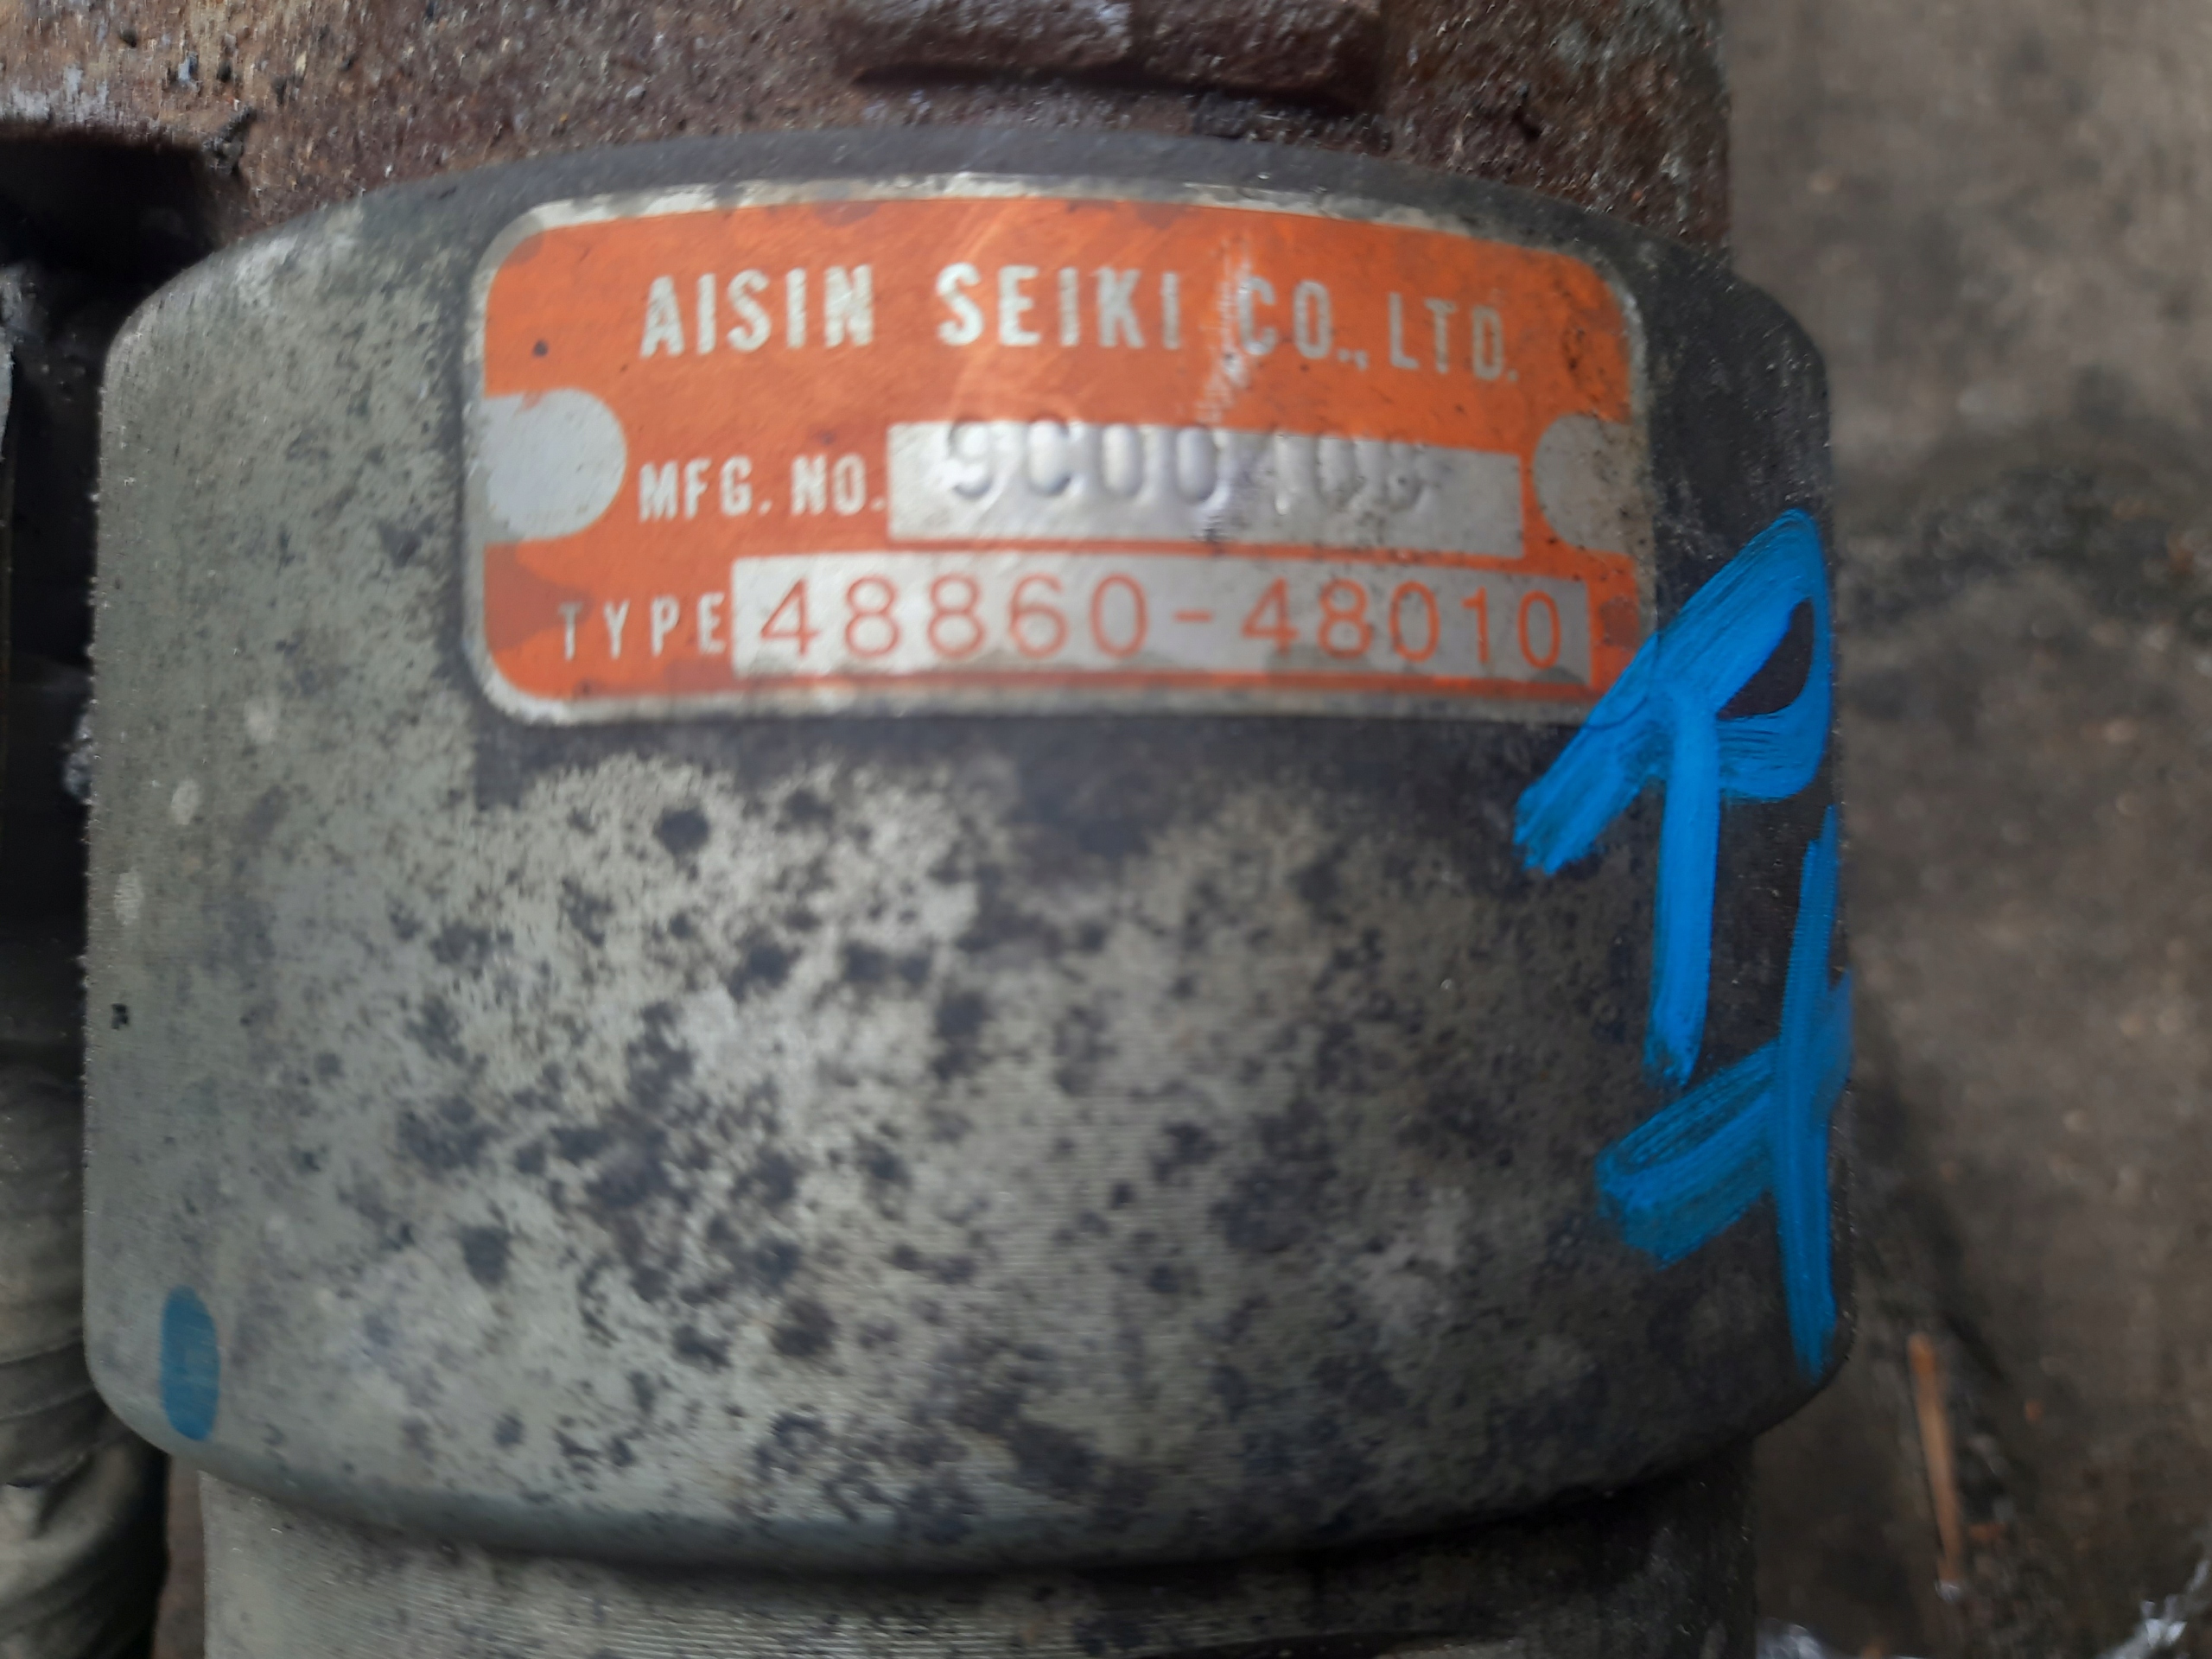 AISIN SEIKI CO., LTD.
MFG. NO.
TYPE 48860-48010